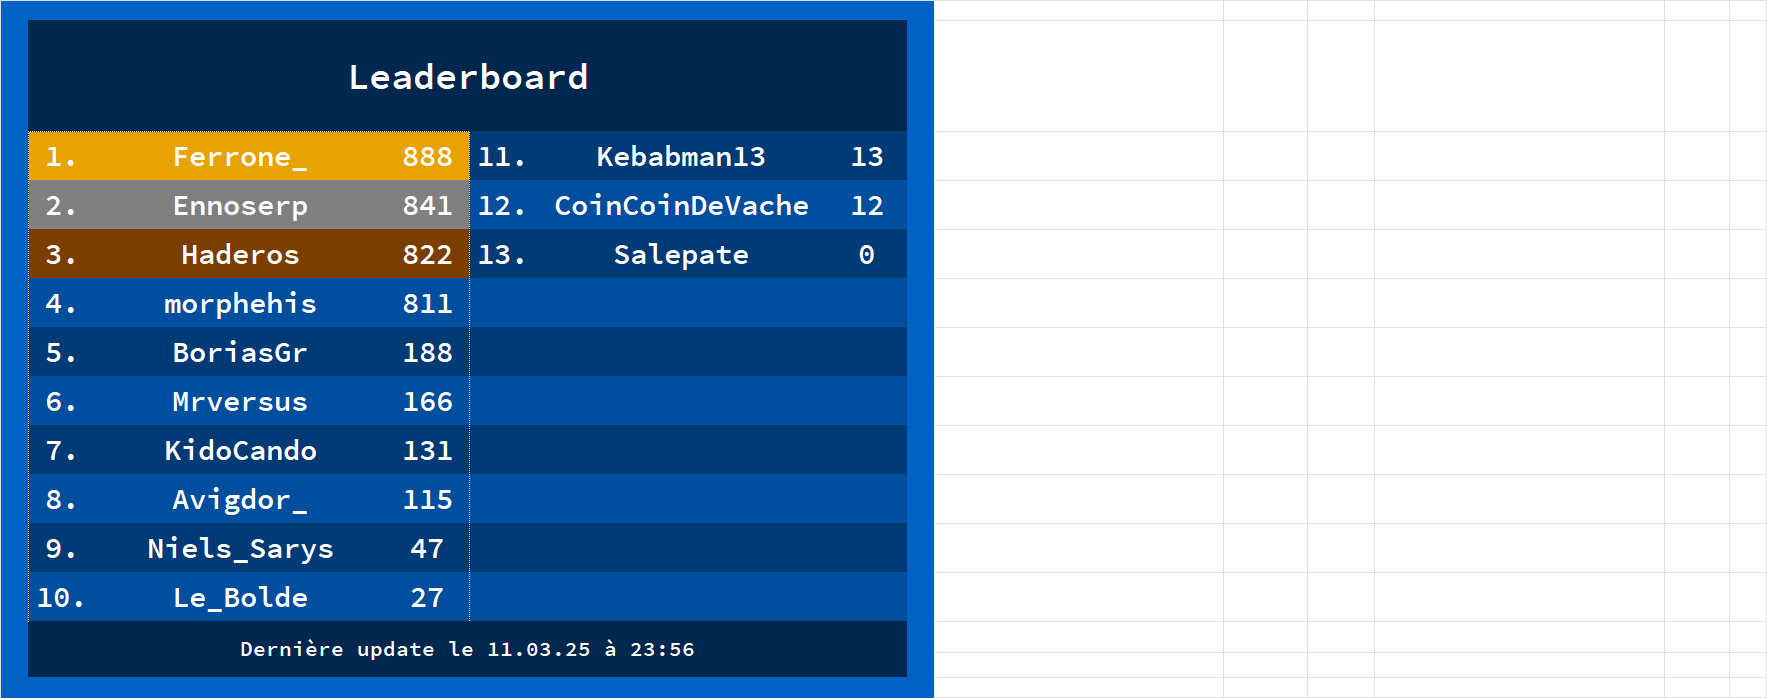 Leaderboard
1. Ferrone_ 888
2. Ennoserp 841
3. Haderos 822
4. morphehis 811
5. BoriasGr 188
6. Mrversus 166
7. KidoCando 131
8. Avigdor_ 115
9. Niels_Sarys 47
10. Le_Bolde 27
11. Kebabman13 13
12. CoinCoinDeVache 12
13. Salepate 0
Dernière update le 11.03.25 à 23:56